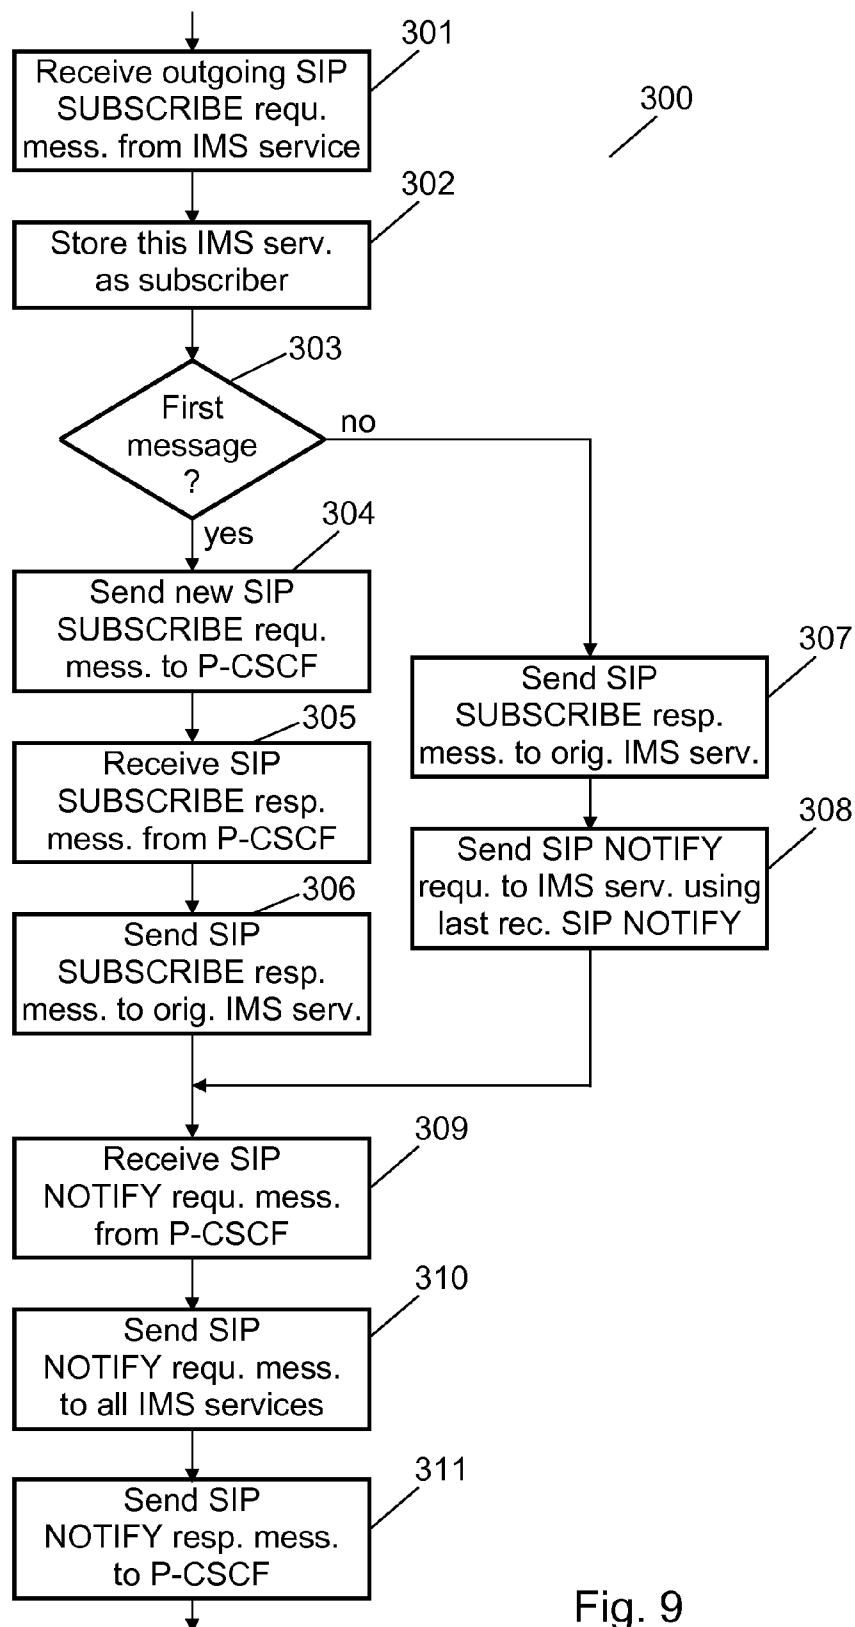 301
Receive outgoing SIP
SUBSCRIBE requ.
mess. from IMS service
300
302
Store this IMS serv.
as subscriber
303
First
message
?
no
yes
304
Send new SIP
SUBSCRIBE requ.
mess. to P-CSCF
305
Receive SIP
SUBSCRIBE resp.
mess. from P-CSCF
306
Send SIP
SUBSCRIBE resp.
mess. to orig. IMS serv.
307
Send SIP
SUBSCRIBE resp.
mess. to orig. IMS serv.
308
Send SIP NOTIFY
requ. to IMS serv. using
last rec. SIP NOTIFY
309
Receive SIP
NOTIFY requ. mess.
from P-CSCF
310
Send SIP
NOTIFY requ. mess.
to all IMS services
311
Send SIP
NOTIFY resp. mess.
to P-CSCF
Fig. 9